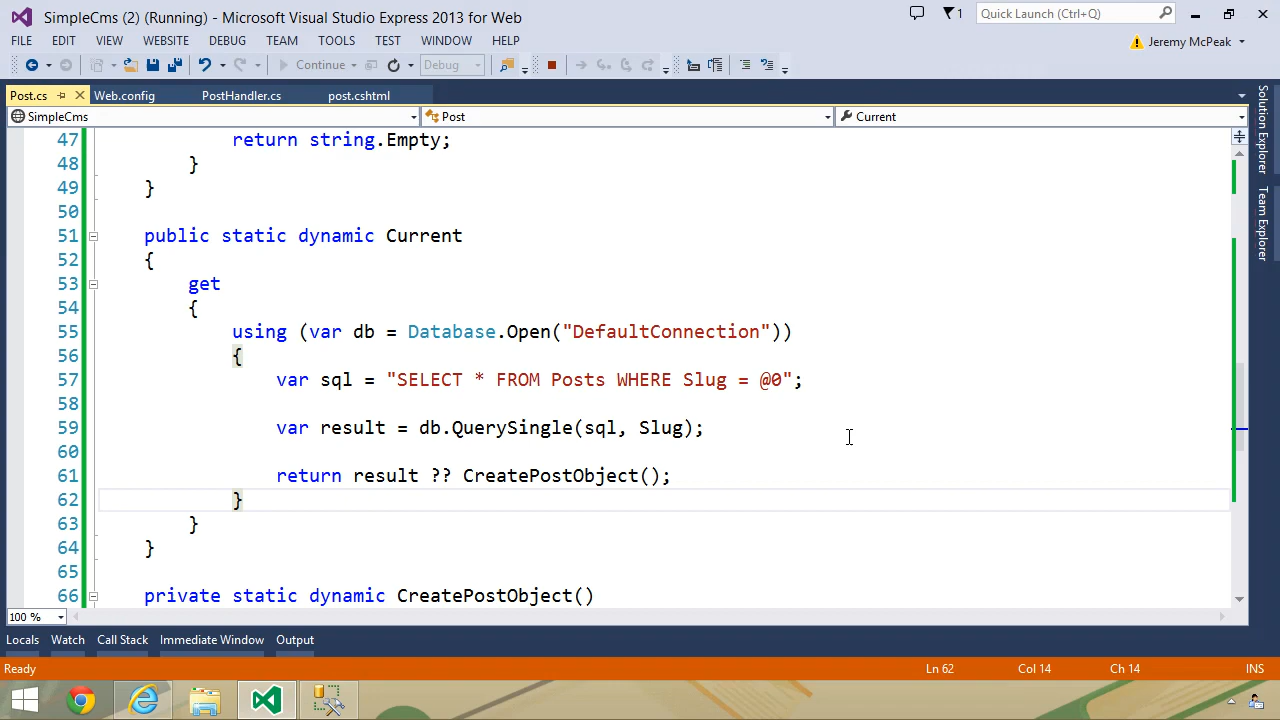 SimpleCms (2) (Running) - Microsoft Visual Studio Express 2013 for Web
1
Quick Launch (Ctrl+Q)
FILE EDIT VIEW WEBSITE DEBUG TEAM TOOLS TEST WINDOW HELP
Jeremy McPeak
Continue Debug
Post.cs Web.config PostHandler.cs post.cshtml
SimpleCms Post Current
47 return string.Empty;
48 }
49 }
50
51 public static dynamic Current
52 {
53 get
54 {
55 using (var db = Database.Open("DefaultConnection"))
56 {
57 var sql = "SELECT * FROM Posts WHERE Slug = @0";
58
59 var result = db.QuerySingle(sql, Slug);
60
61 return result ?? CreatePostObject();
62 }
63 }
64 }
65
66 private static dynamic CreatePostObject()
Solution Explorer
Team Explorer
100 %
Locals Watch Call Stack Immediate Window Output
Ready Ln 62 Col 14 Ch 14 INS